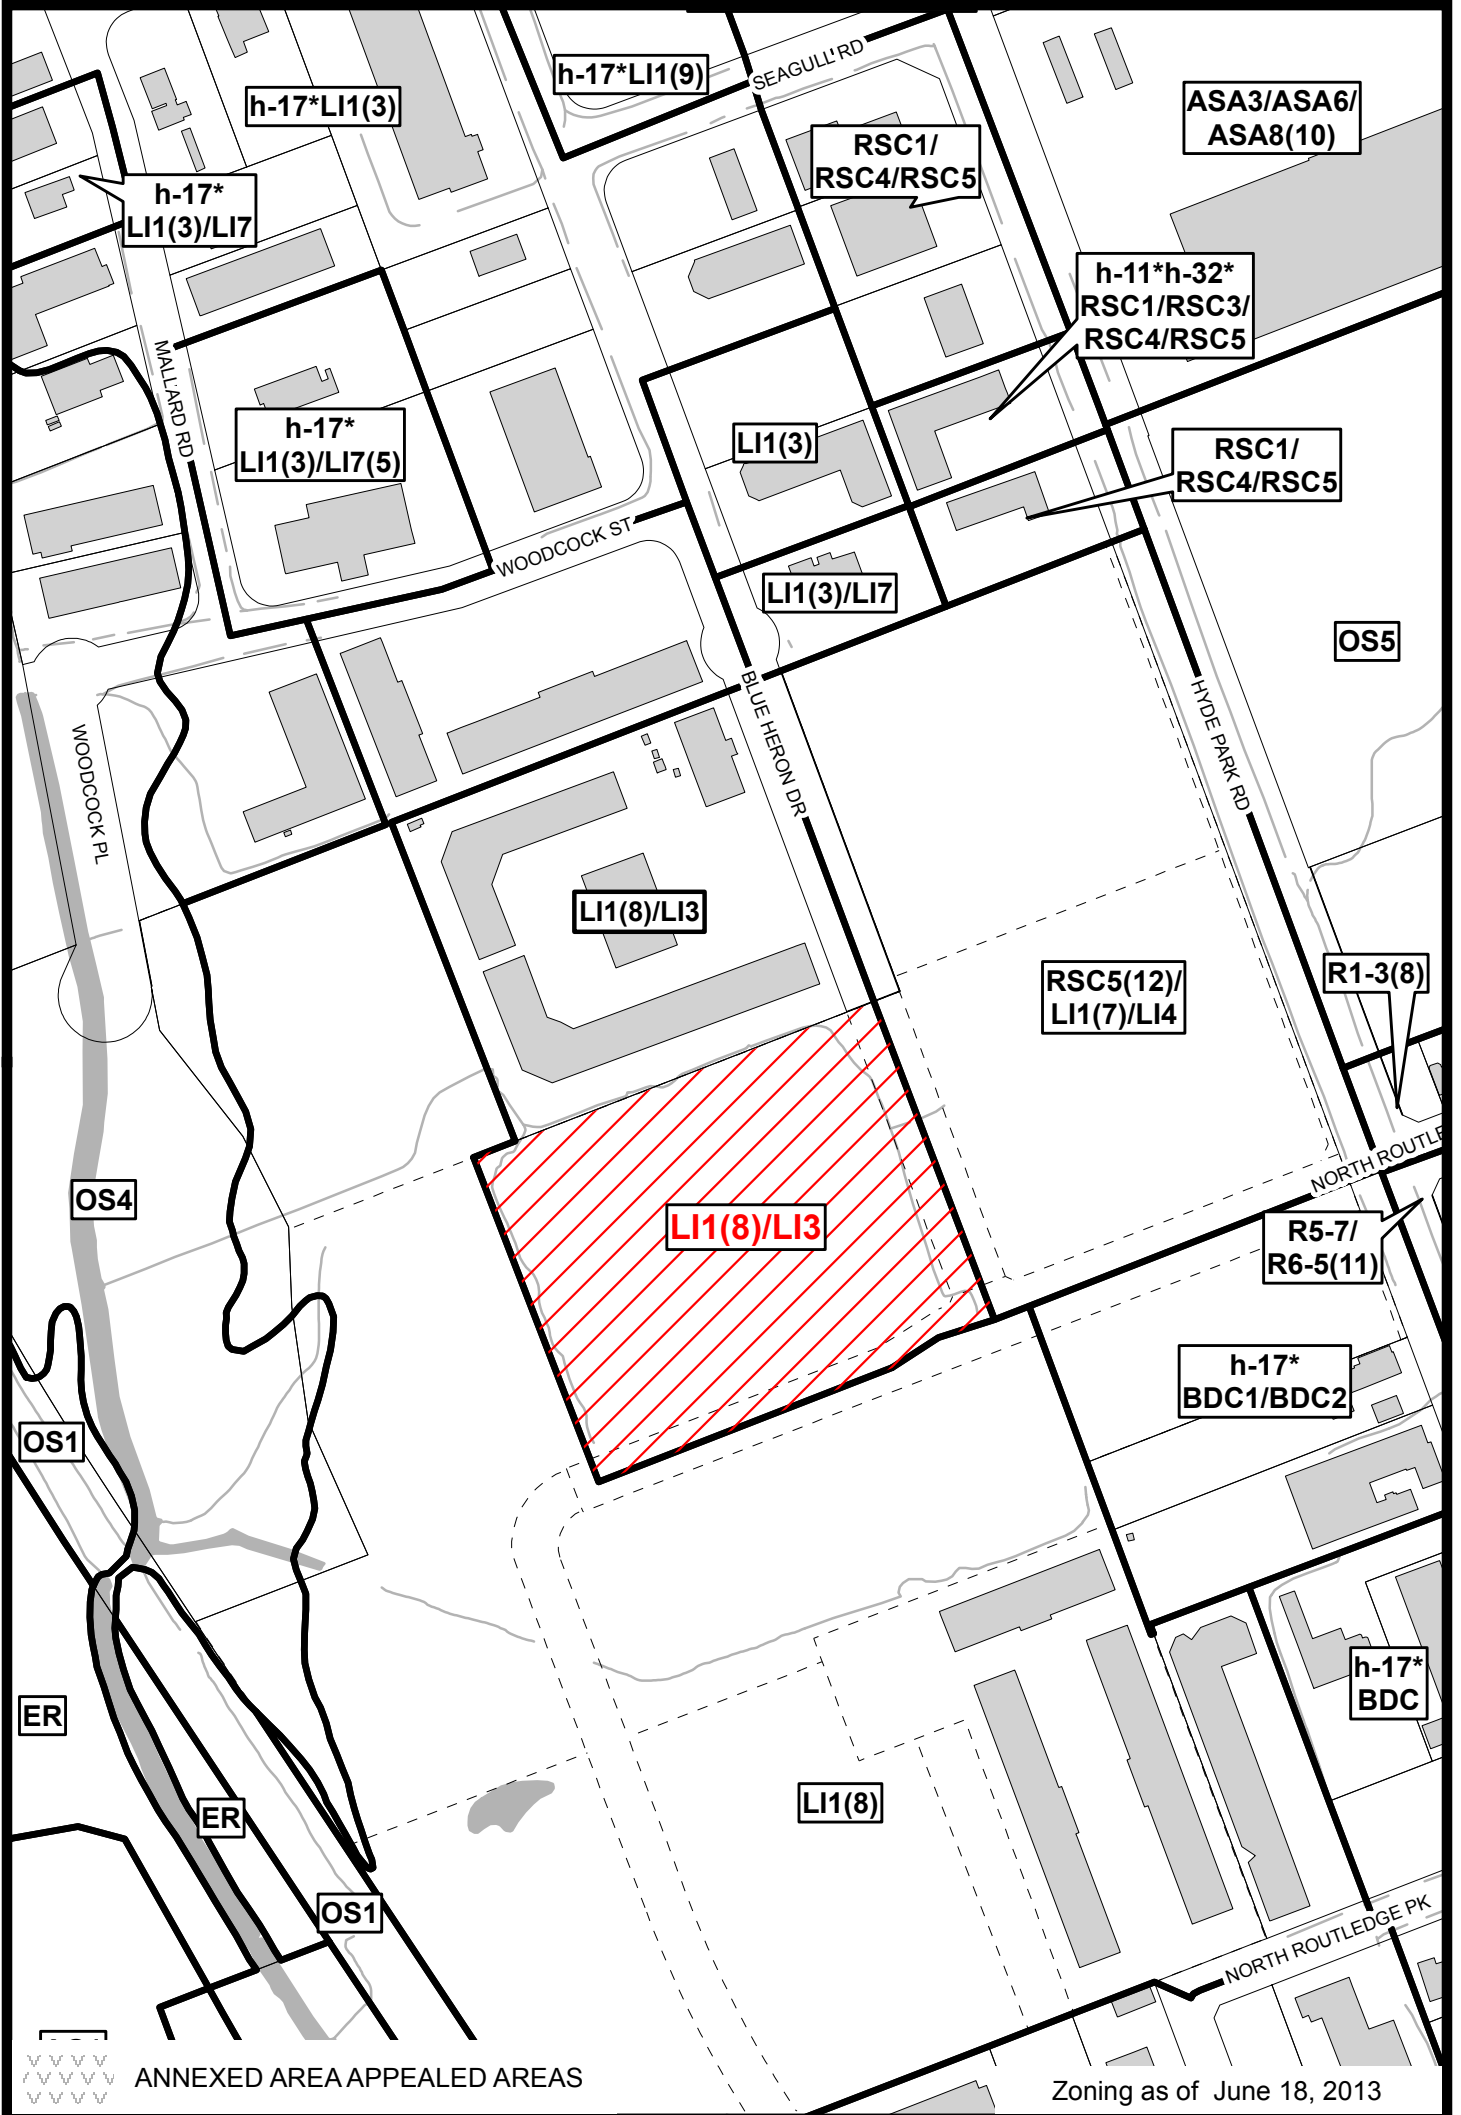 h-17*LI1(9)
SEAGULL RD
h-17*LI1(3)
ASA3/ASA6/
ASA8(10)
RSC1/
RSC4/RSC5
h-17*
LI1(3)/LI7
h-11*h-32*
RSC1/RSC3/
RSC4/RSC5
MALLARD RD
h-17*
LI1(3)/LI7(5)
LI1(3)
RSC1/
RSC4/RSC5
WOODCOCK ST
LI1(3)/LI7
OS5
BLUE HERON DR
HYDE PARK RD
WOODCOCK PL
LI1(8)/LI3
RSC5(12)/
LI1(7)/LI4
R1-3(8)
NORTH ROUTLE
OS4
LI1(8)/LI3
R5-7/
R6-5(11)
h-17*
BDC1/BDC2
OS1
h-17*
BDC
ER
LI1(8)
ER
OS1
NORTH ROUTLEDGE PK
ANNEXED AREA APPEALED AREAS
Zoning as of June 18, 2013